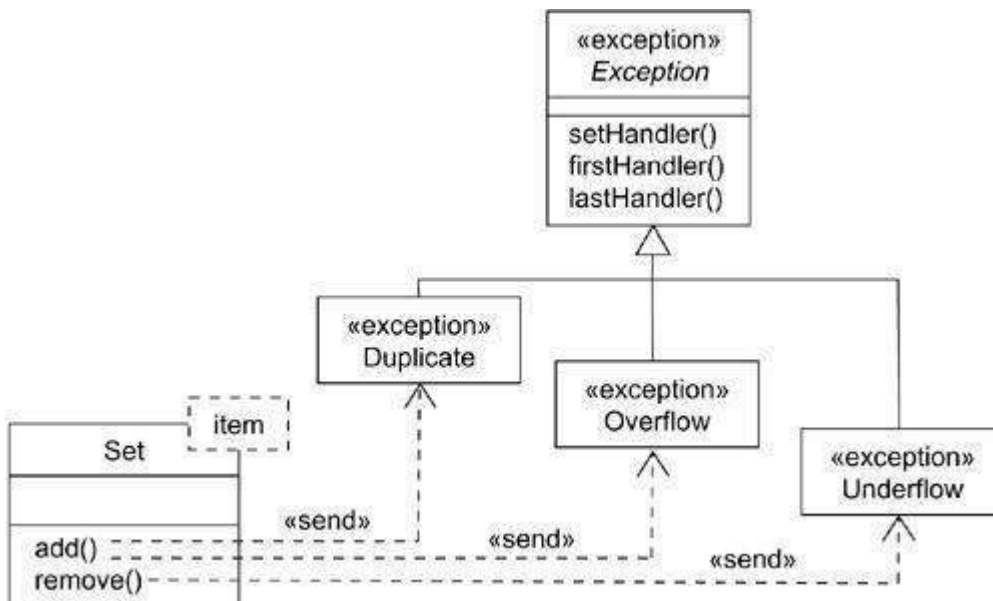 «exception»
Exception
setHandler()
firstHandler()
lastHandler()
«exception»
Duplicate
«exception»
Overflow
«exception»
Underflow
item
Set
«send»
add()
«send»
remove()
«send»